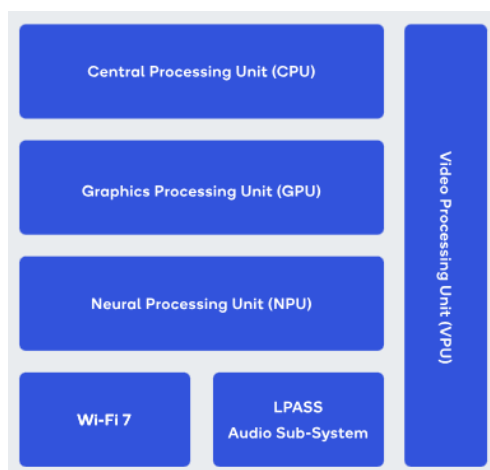 Central Processing Unit (CPU)
Graphics Processing Unit (GPU)
Neural Processing Unit (NPU)
Wi-Fi 7
LPASS
Audio Sub-System
Video Processing Unit (VPU)